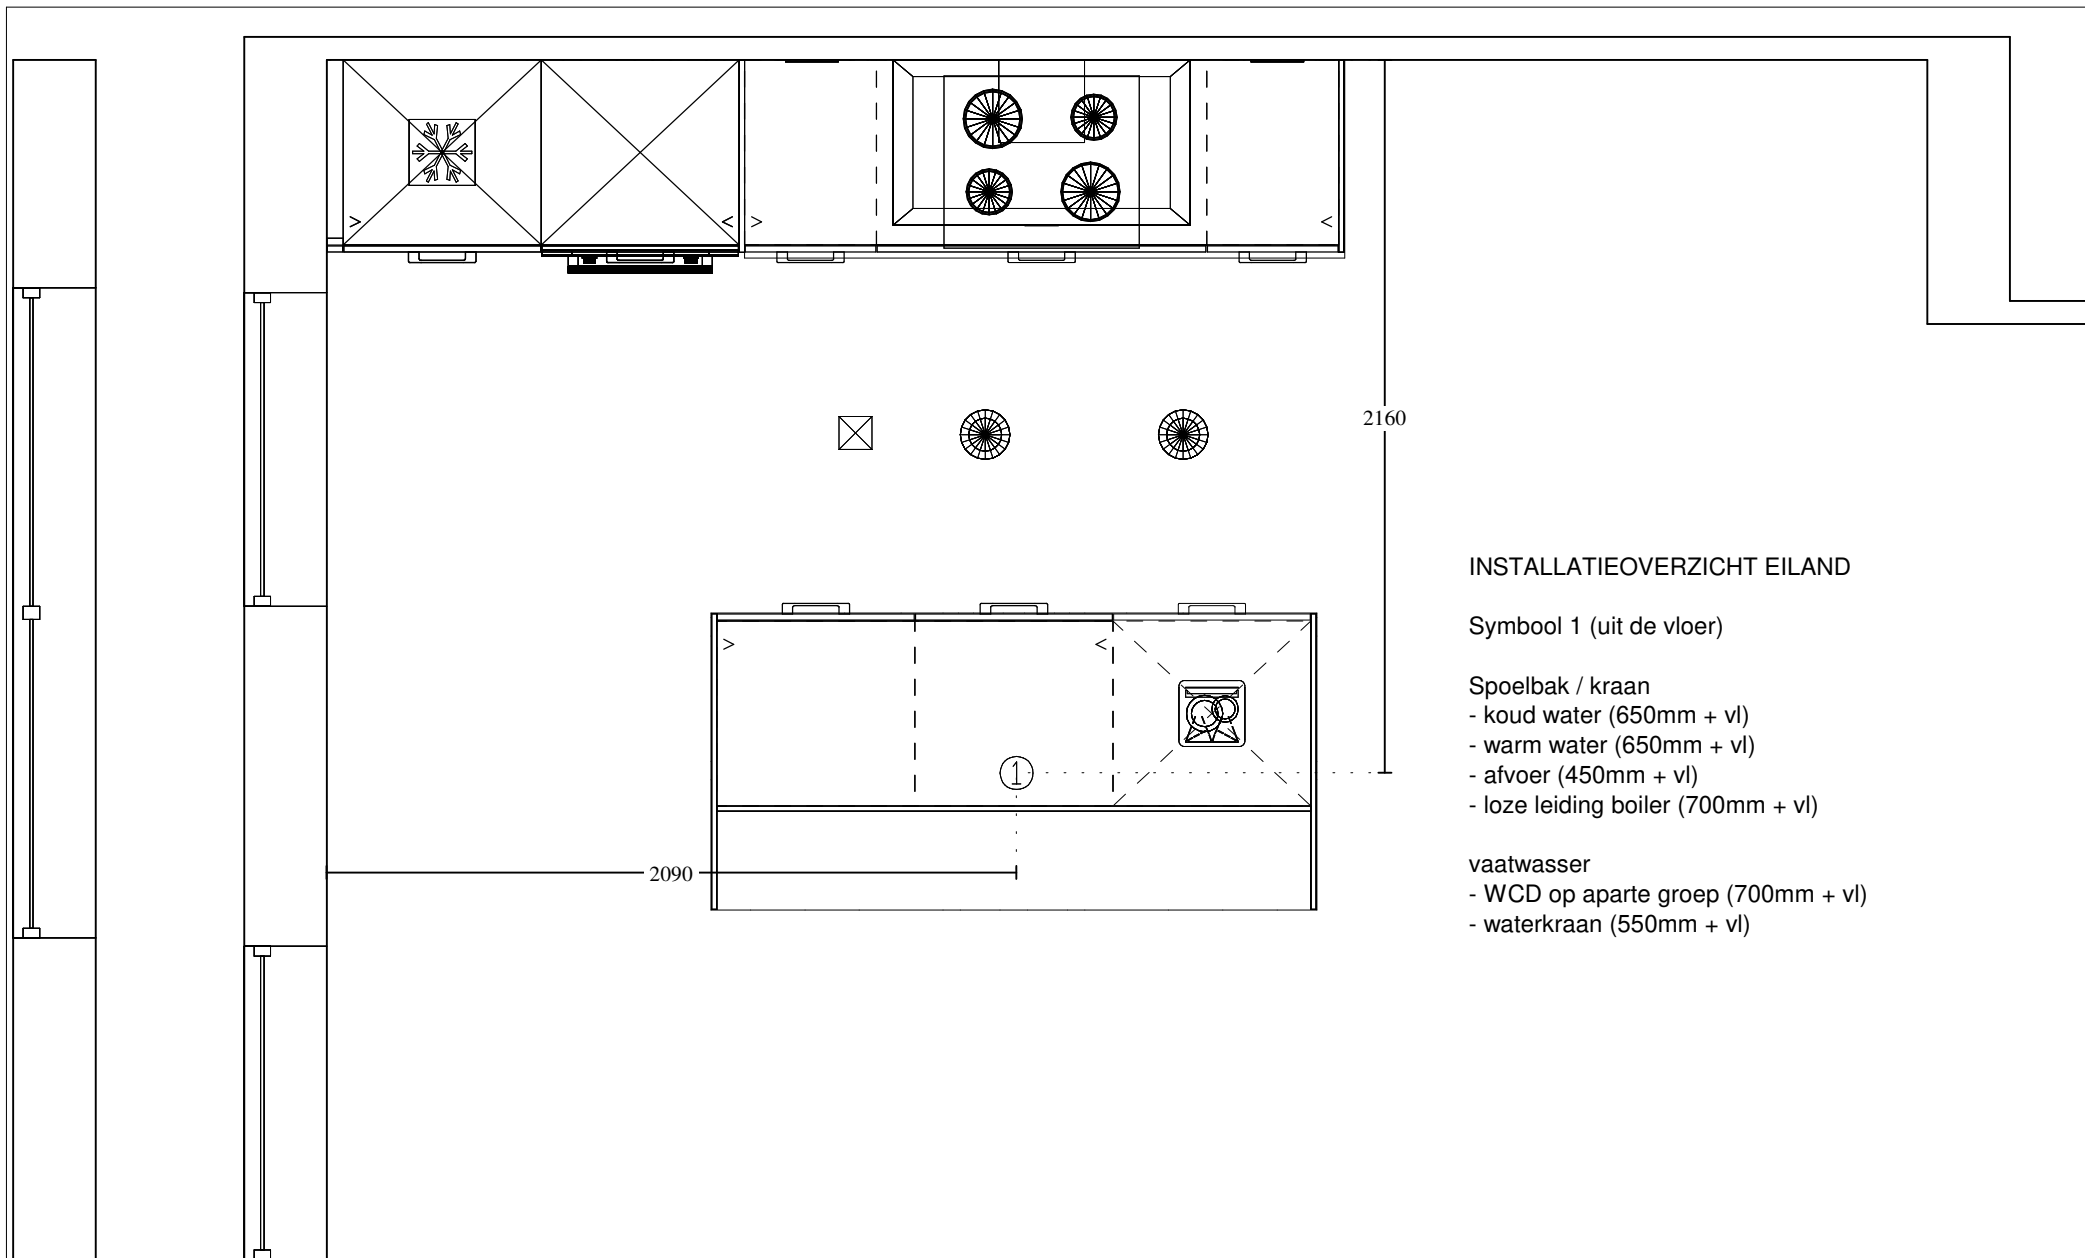 2160
INSTALLATIEOVERZICHT EILAND
Symbool 1 (uit de vloer)
Spoelbak / kraan
- koud water (650mm + vl)
- warm water (650mm + vl)
- afvoer (450mm + vl)
- loze leiding boiler (700mm + vl)
vaatwasser
- WCD op aparte groep (700mm + vl)
- waterkraan (550mm + vl)
1
2090